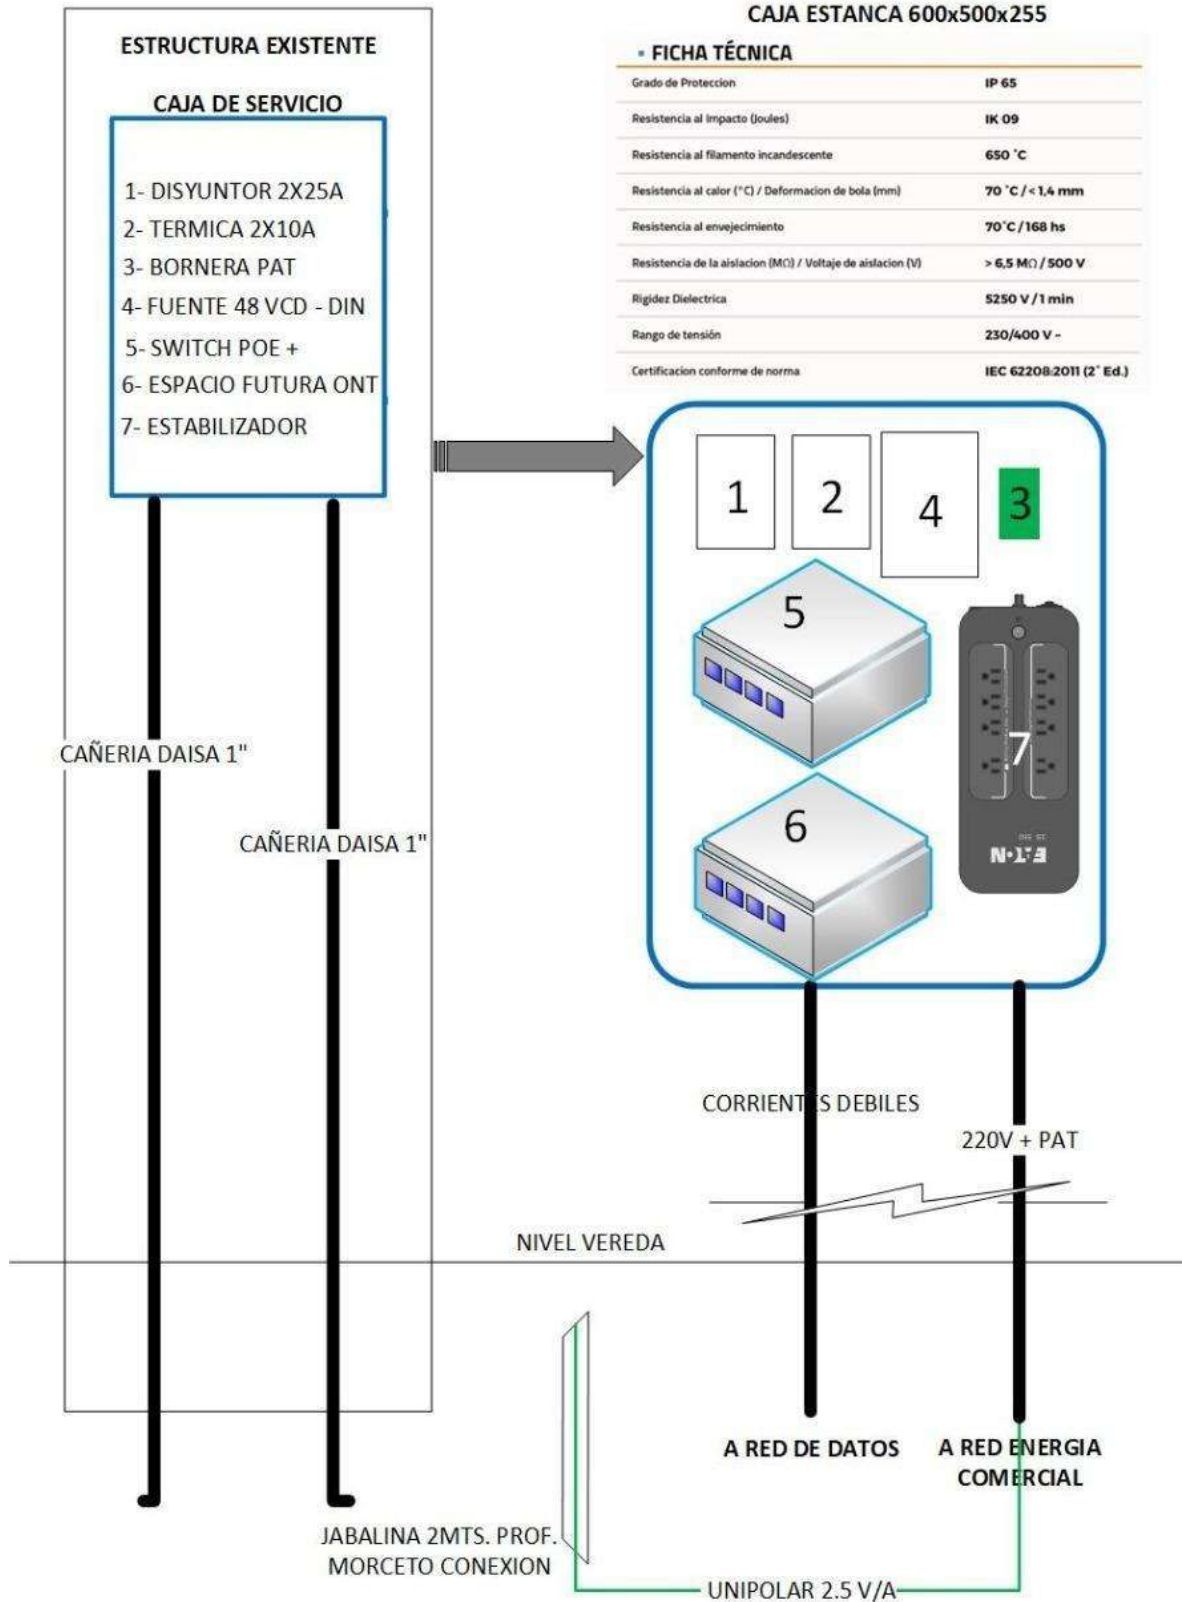 CAJA ESTANCA 600x500x255
ESTRUCTURA EXISTENTE
CAJA DE SERVICIO
1- DISYUNTOR 2X25A
2- TERMICA 2X10A
3- BORNERA PAT
4- FUENTE 48 VCD - DIN
5- SWITCH POE +
6- ESPACIO FUTURA ONT
7- ESTABILIZADOR
▪ FICHA TÉCNICA
Grado de Proteccion IP 65
Resistencia al Impacto (Joules) IK 09
Resistencia al filamento incandescente 650 °C
Resistencia al calor (°C) / Deformacion de bola (mm) 70 °C / < 1,4 mm
Resistencia al envejecimiento 70°C / 168 hs
Resistencia de la aislacion (MΩ) / Voltaje de aislacion (V) > 6,5 MΩ / 500 V
Rigidez Dielectrica 5250 V / 1 min
Rango de tensión 230/400 V ~
Certificacion conforme de norma IEC 62208:2011 (2° Ed.)
1 2 4 3
5
7
6
EATON
CAÑERIA DAISA 1"
CAÑERIA DAISA 1"
CORRIENTES DEBILES
220V + PAT
NIVEL VEREDA
A RED DE DATOS
A RED ENERGIA
COMERCIAL
JABALINA 2MTS. PROF.
MORCETO CONEXION
UNIPOLAR 2.5 V/A